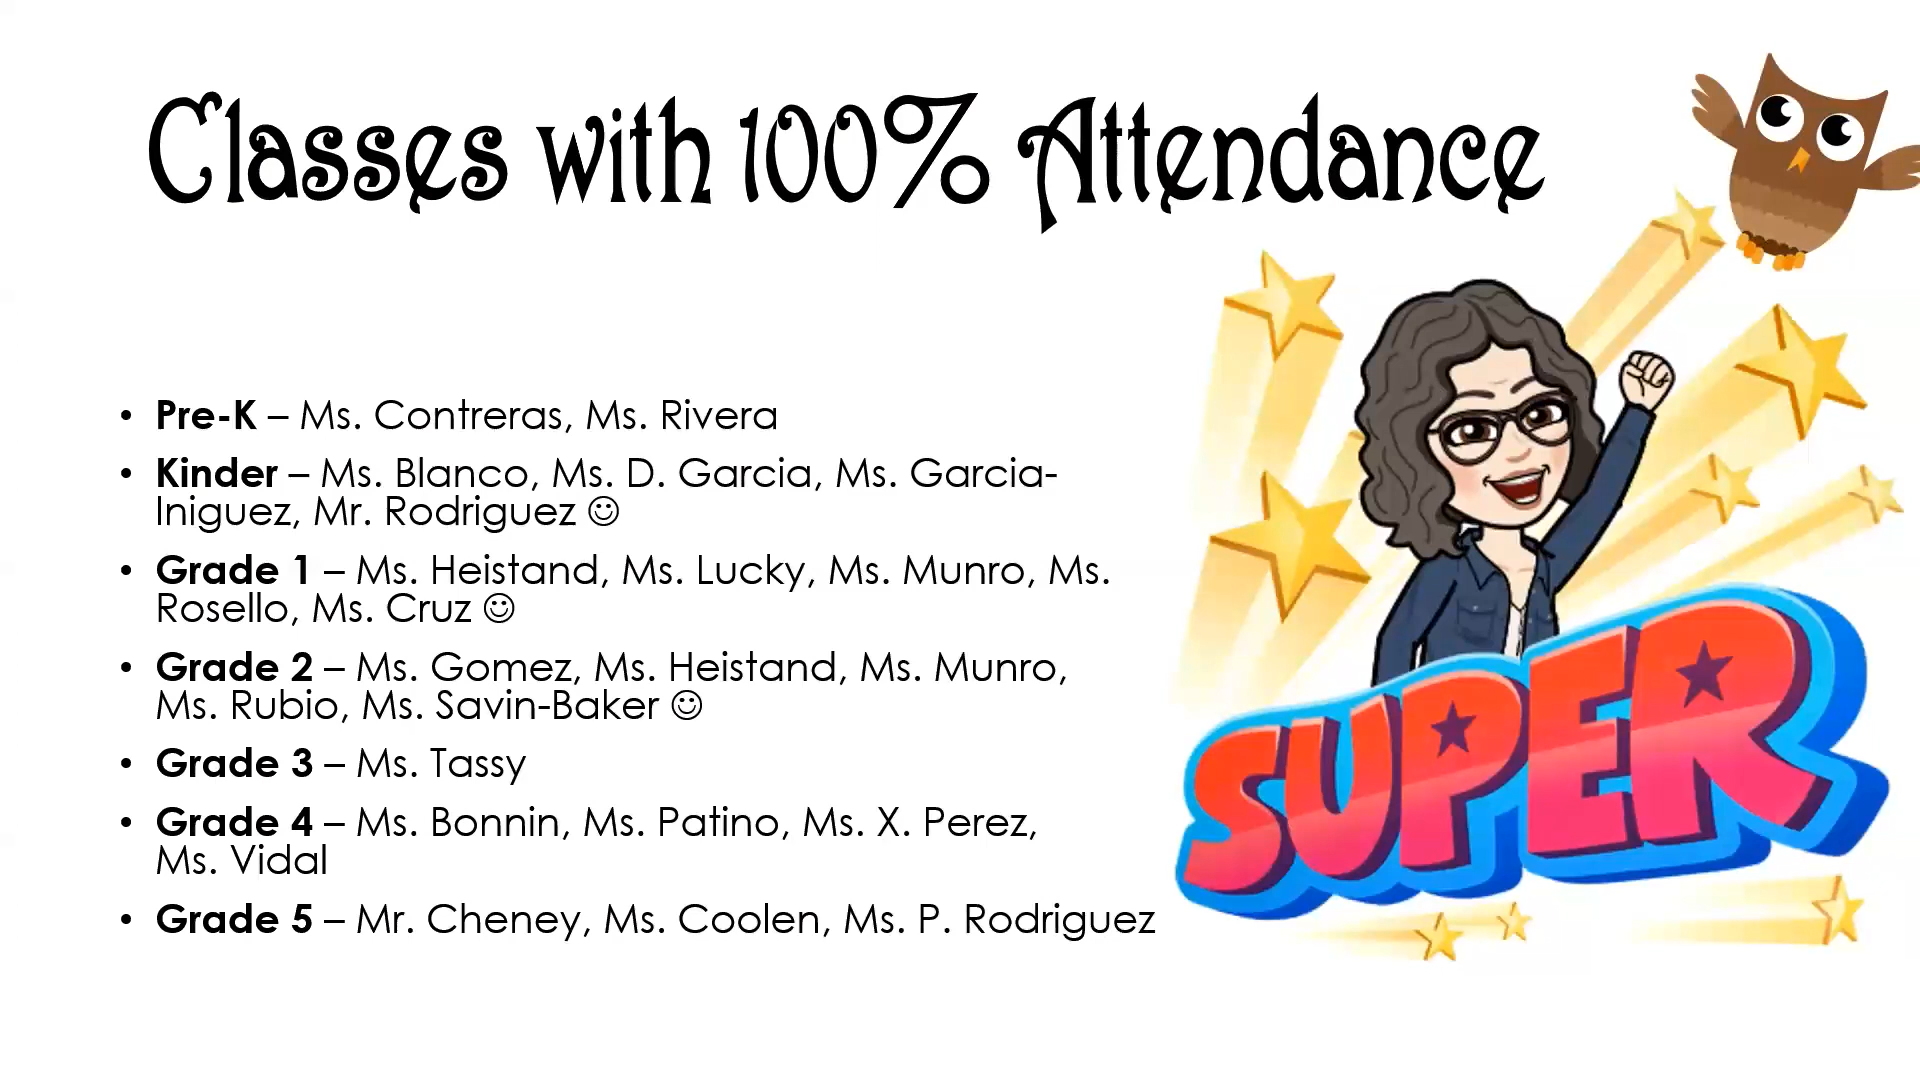 Classes with 100% Attendance
• Pre-K – Ms. Contreras, Ms. Rivera
• Kinder – Ms. Blanco, Ms. D. Garcia, Ms. Garcia-
Iniguez, Mr. Rodriguez ☺
• Grade 1 – Ms. Heistand, Ms. Lucky, Ms. Munro, Ms.
Rosello, Ms. Cruz ☺
• Grade 2 – Ms. Gomez, Ms. Heistand, Ms. Munro,
Ms. Rubio, Ms. Savin-Baker ☺
• Grade 3 – Ms. Tassy
• Grade 4 – Ms. Bonnin, Ms. Patino, Ms. X. Perez,
Ms. Vidal
• Grade 5 – Mr. Cheney, Ms. Coolen, Ms. P. Rodriguez
SUPER